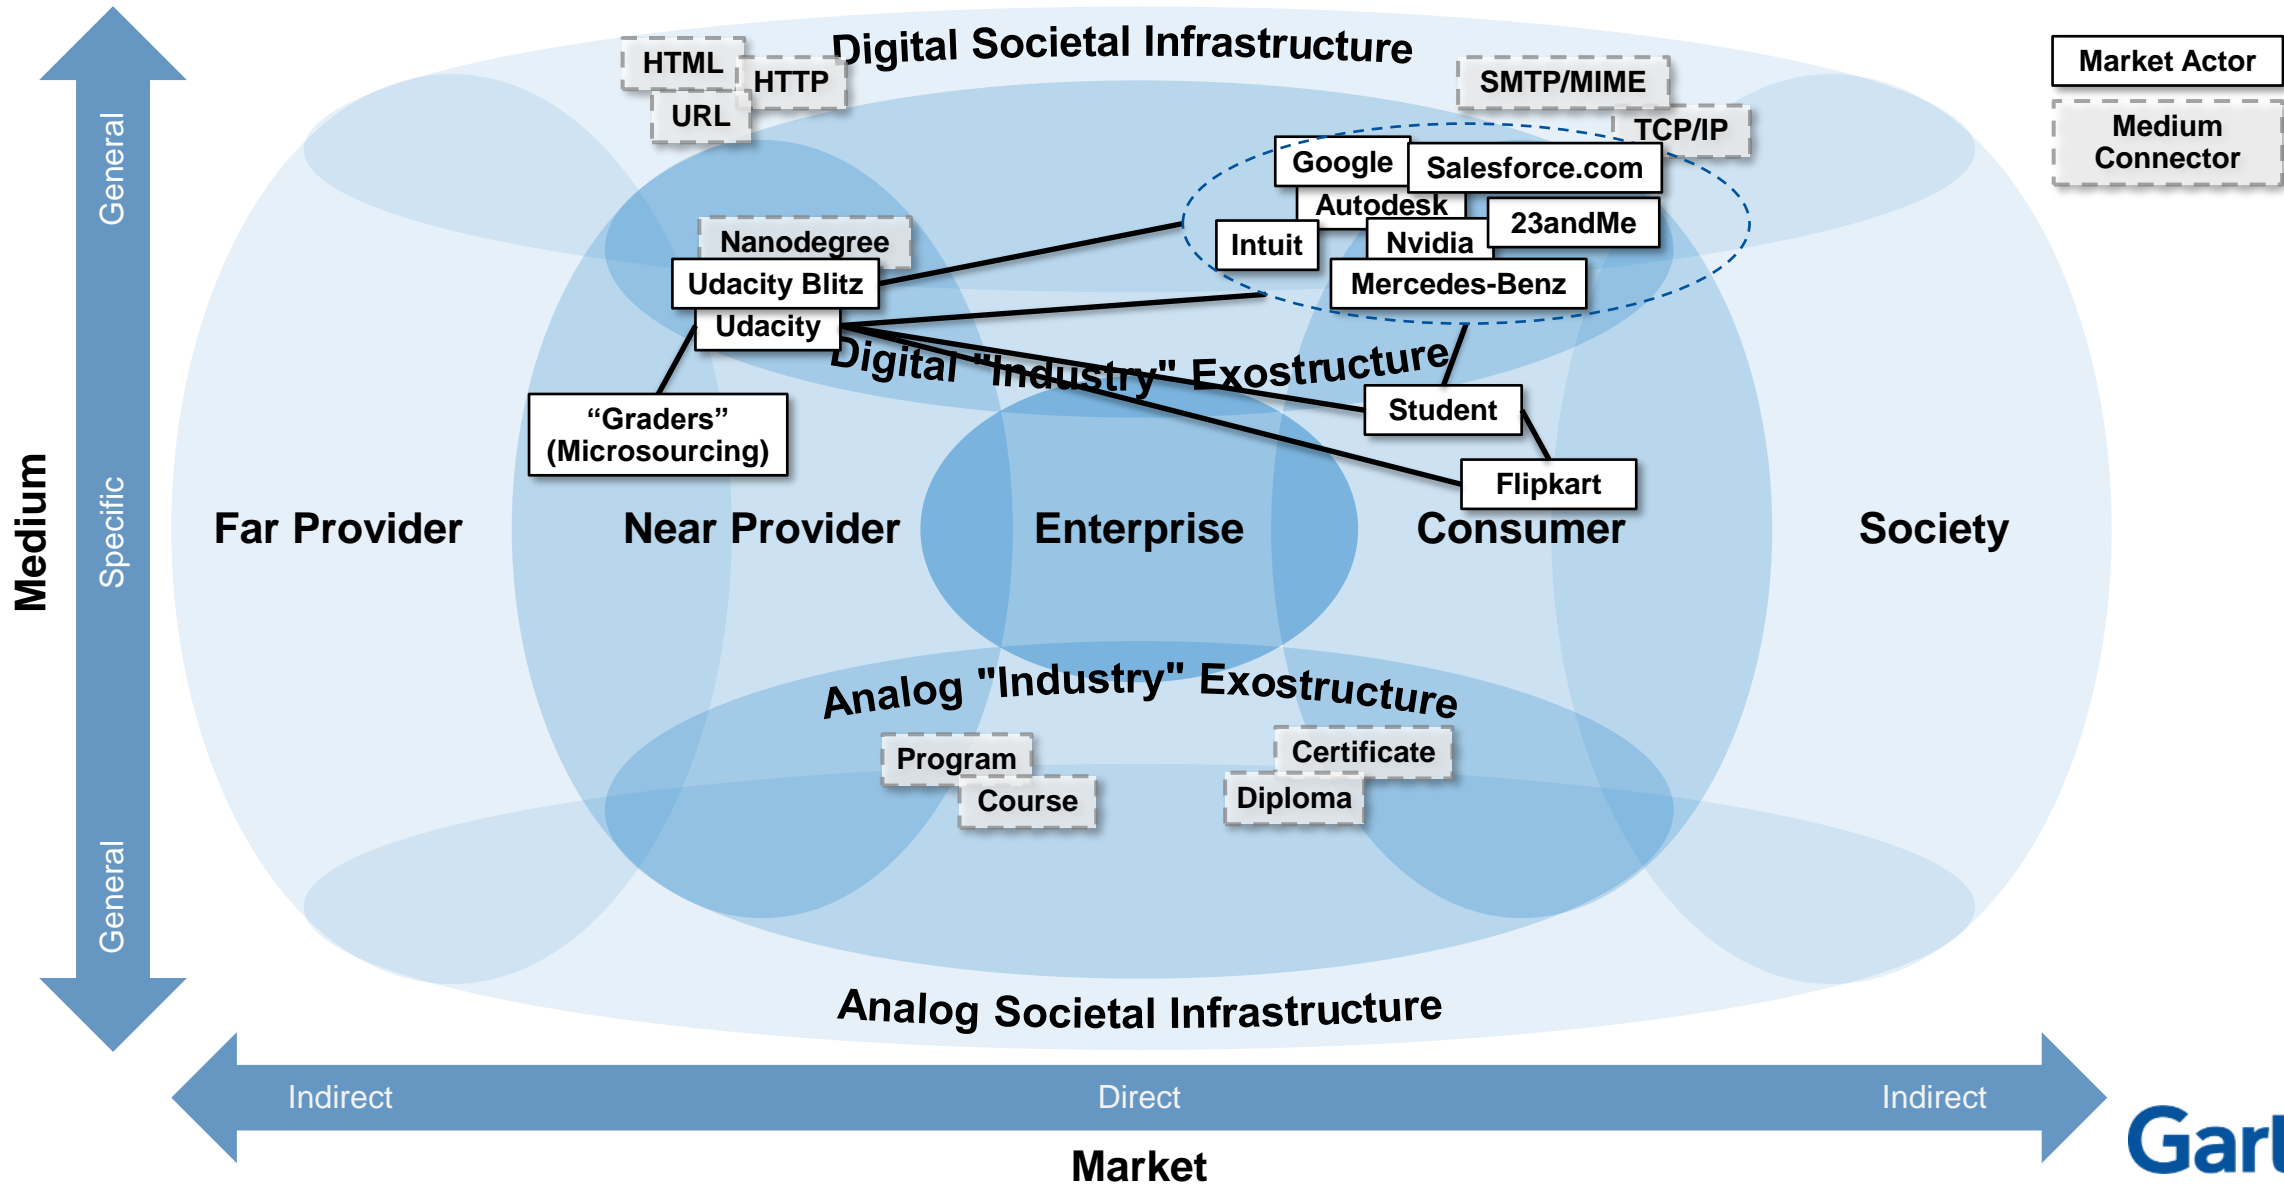 Digital Societal Infrastructure
HTML
HTTP
URL
SMTP/MIME
TCP/IP
Market Actor
Medium
Connector
General
Google
Salesforce.com
Autodesk
23andMe
Intuit
Nvidia
Mercedes-Benz
Nanodegree
Udacity Blitz
Udacity
Digital "Industry" Exostructure
“Graders”
(Microsourcing)
Student
Flipkart
Medium
Specific
Far Provider
Near Provider
Enterprise
Consumer
Society
Analog "Industry" Exostructure
Program
Course
Certificate
Diploma
General
Analog Societal Infrastructure
Indirect
Direct
Indirect
Market